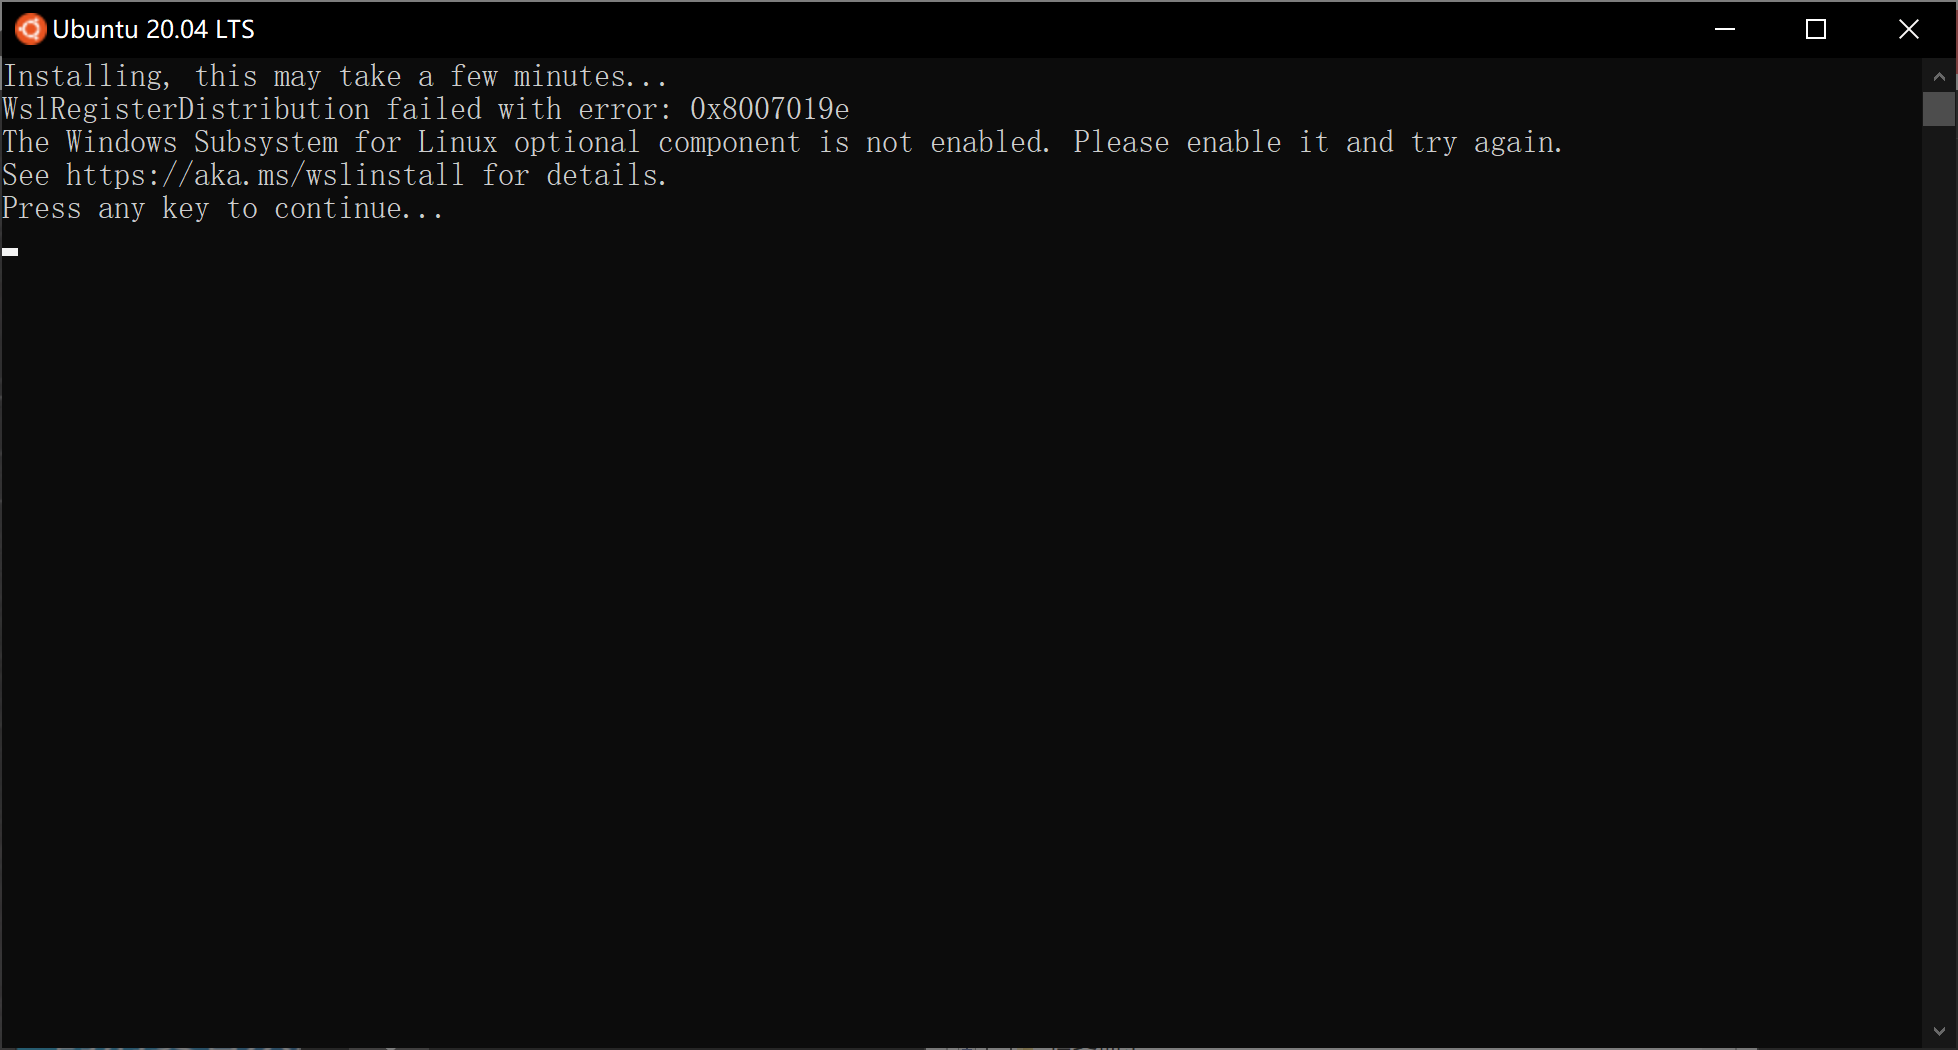 Ubuntu 20.04 LTS
Installing, this may take a few minutes...
WslRegisterDistribution failed with error: 0x8007019e
The Windows Subsystem for Linux optional component is not enabled. Please enable it and try again.
See https://aka.ms/wslinstall for details.
Press any key to continue...